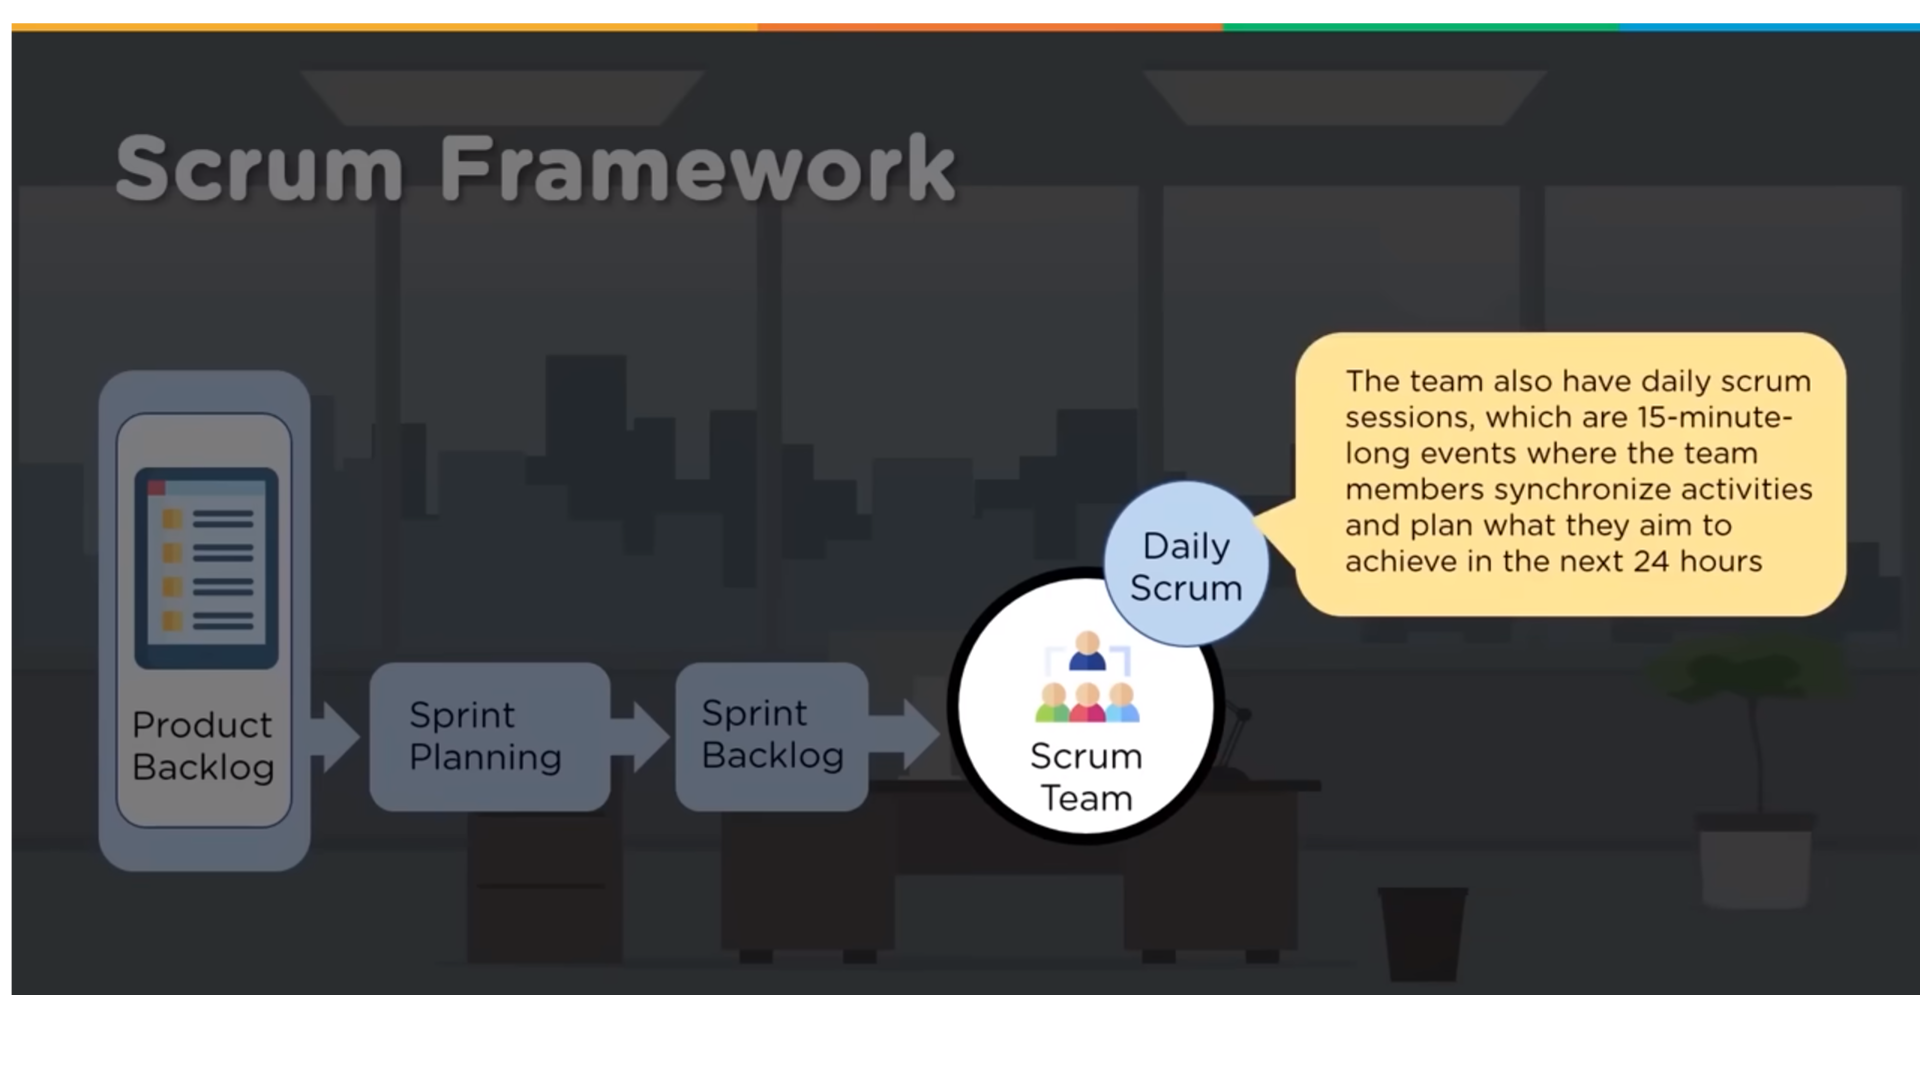 Scrum Framework
The team also have daily scrum
sessions, which are 15-minute-
long events where the team
members synchronize activities
and plan what they aim to
achieve in the next 24 hours
Daily
Scrum
Product
Backlog
Sprint
Planning
Sprint
Backlog
Scrum
Team